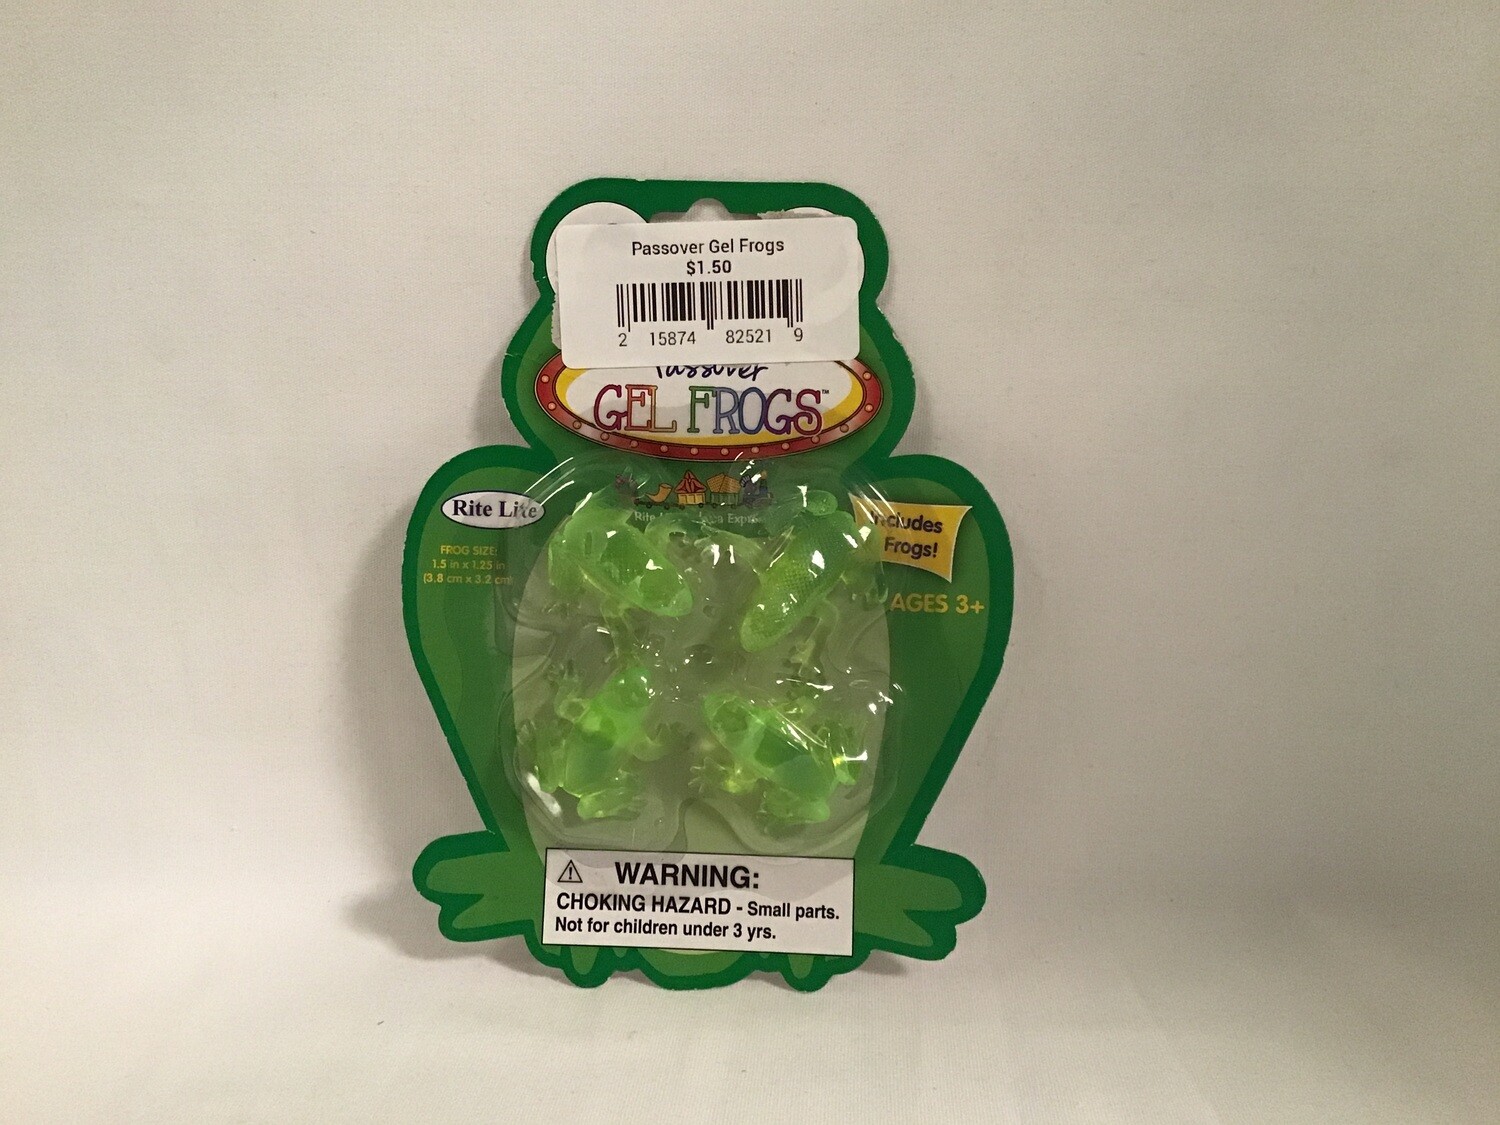 Passover Gel Frogs
$1.50
2 15874 82521 9
Passover
GEL FROGS™
Rite Lite
FROG SIZE:
1.5 in x 1.25 in
(3.8 cm x 3.2 cm)
Includes
Frogs!
AGES 3+
WARNING:
CHOKING HAZARD - Small parts.
Not for children under 3 yrs.